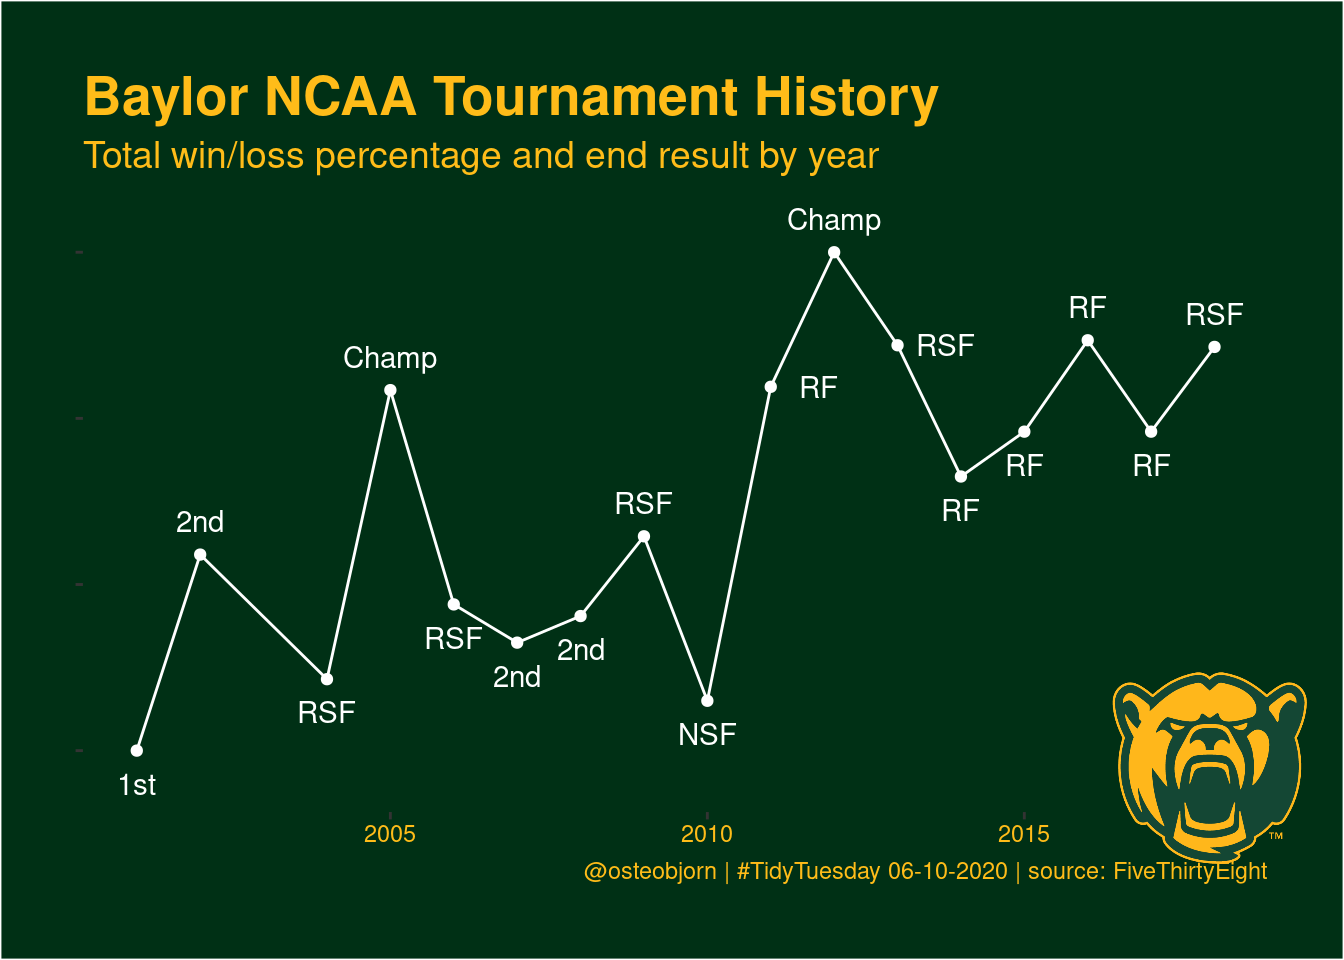 Baylor NCAA Tournament History
Total win/loss percentage and end result by year
Champ
RF
RSF
RSF
Champ
RF
RF
RF
RF
RSF
2nd
RF
RSF
2nd
2nd
RSF
NSF
1st
2005 2010 2015
™
@osteobjorn | #TidyTuesday 06-10-2020 | source: FiveThirtyEight